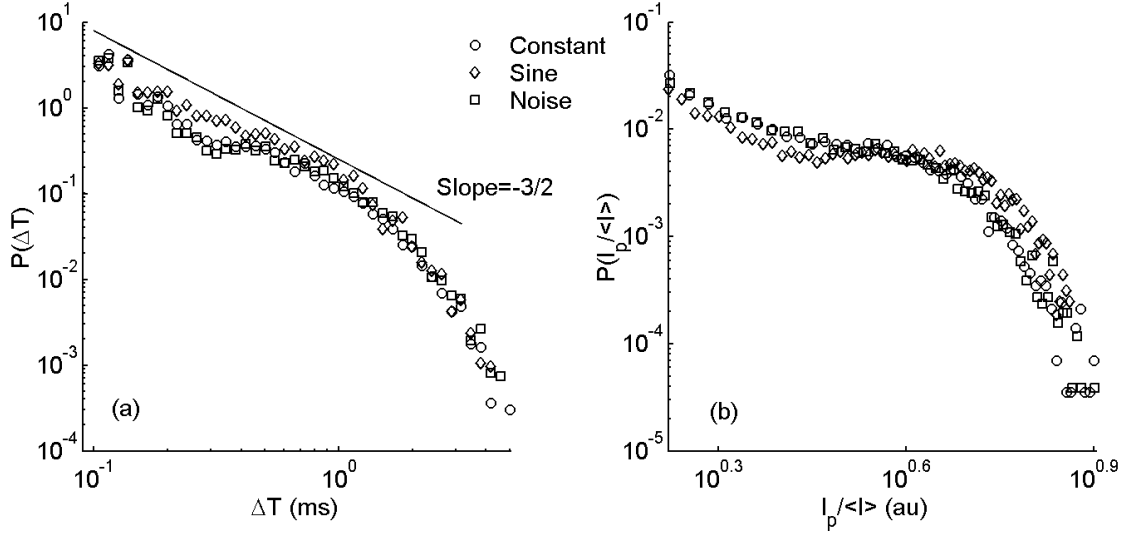 10^1
10^0
10^-1
10^-2
10^-3
10^-4
P(ΔT)
10^-1
10^0
ΔT (ms)
(a)
Constant
Sine
Noise
Slope=-3/2
10^0
10^-1
10^-2
10^-3
10^-4
10^-5
P(I_p/<I>)
10^0.3
10^0.6
10^0.9
I_p/<I> (au)
(b)